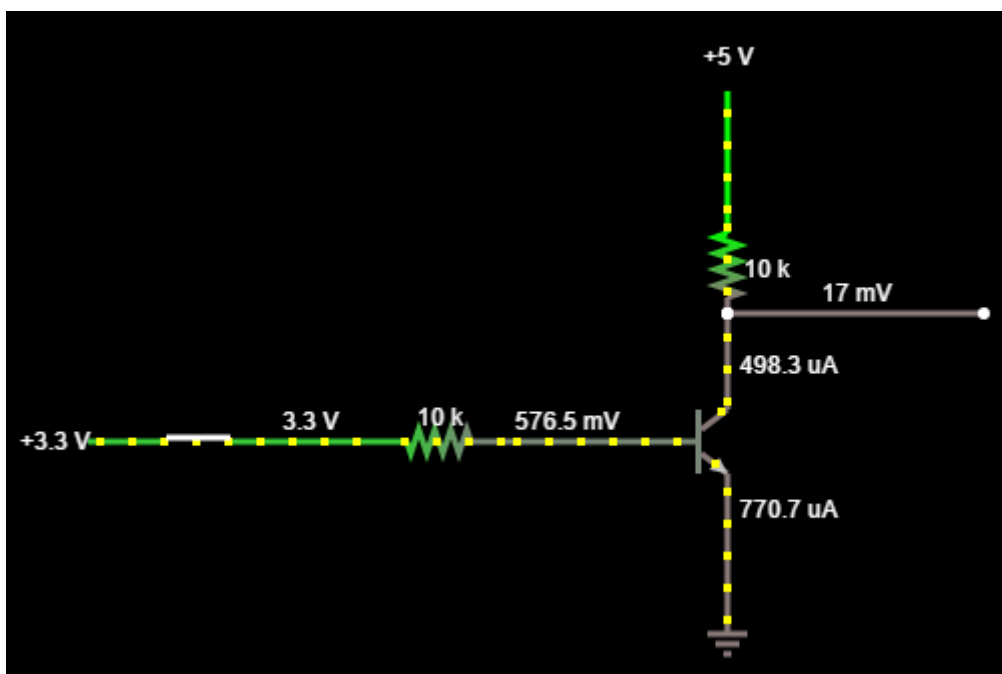 +5 V
10 k
17 mV
498.3 uA
+3.3 V
3.3 V
10 k
576.5 mV
770.7 uA